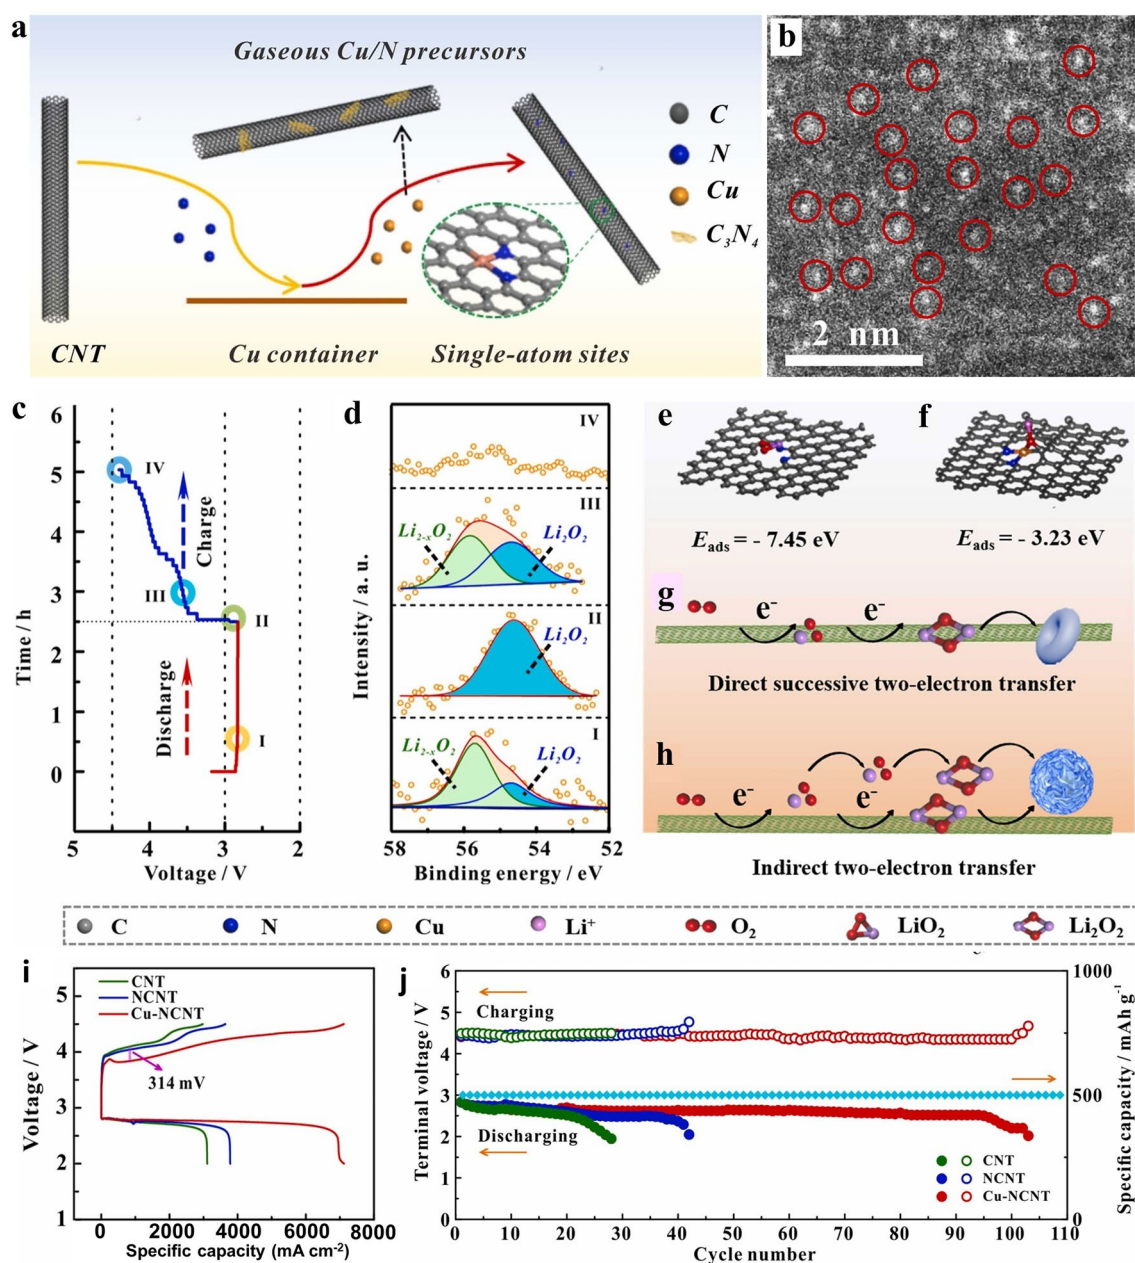 a
Gaseous Cu/N precursors
C
N
Cu
C₃N₄
CNT
Cu container
Single-atom sites
b
2 nm
c
6
5
4
3
2
1
0
Time / h
IV
III
II
I
Charge
Discharge
5 4 3 2
Voltage / V
d
IV
III
Li₂₋ₓO₂
Li₂O₂
II
Li₂O₂
I
Li₂₋ₓO₂
Li₂O₂
Intensity / a. u.
58 56 54 52
Binding energy / eV
e
E_ads = - 7.45 eV
f
E_ads = - 3.23 eV
g
e⁻ e⁻
Direct successive two-electron transfer
h
e⁻ e⁻
Indirect two-electron transfer
C N Cu Li⁺ O₂ LiO₂ Li₂O₂
i
CNT
NCNT
Cu-NCNT
314 mV
5
4
3
2
1
Voltage / V
0 2000 4000 6000 8000
Specific capacity (mA cm⁻²)
j
6
5
4
3
2
1
0
Terminal voltage / V
Charging
Discharging
CNT
NCNT
Cu-NCNT
1000
500
0
Specific capacity / mAh g⁻¹
0 10 20 30 40 50 60 70 80 90 100 110
Cycle number